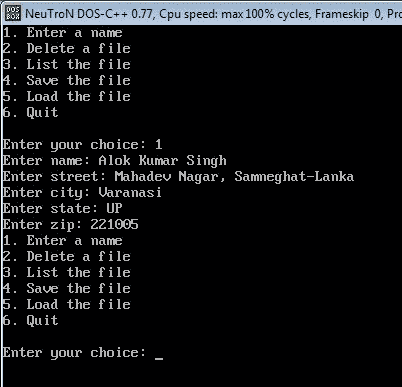 DOS BOX NeuTroN DOS-C++ 0.77, Cpu speed: max 100% cycles, Frameskip 0, Pro
1. Enter a name
2. Delete a file
3. List the file
4. Save the file
5. Load the file
6. Quit
Enter your choice: 1
Enter name: Alok Kumar Singh
Enter street: Mahadev Nagar, Samneghat-Lanka
Enter city: Varanasi
Enter state: UP
Enter zip: 221005
1. Enter a name
2. Delete a file
3. List the file
4. Save the file
5. Load the file
6. Quit
Enter your choice: _